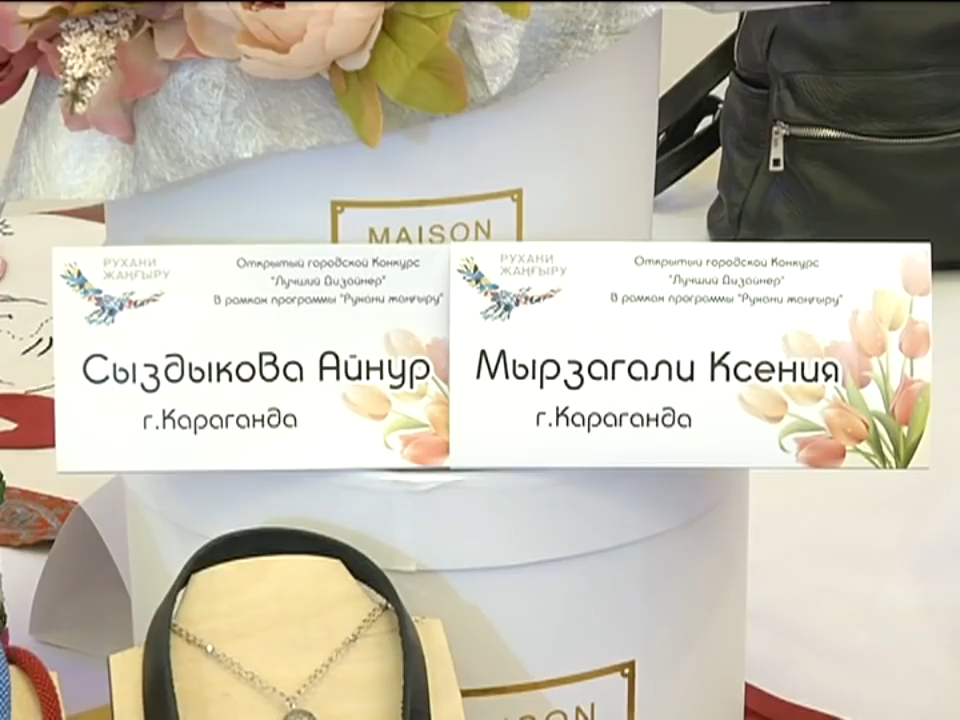 MAISON
РУХАНИ
ЖАҢҒЫРУ
Открытый городской Конкурс
"Лучший Дизайнер"
В рамках программы "Рухани жаңғыру"
Сыздыкова Айнур
г.Караганда
РУХАНИ
ЖАҢҒЫРУ
Открытый городской Конкурс
"Лучший Дизайнер"
В рамках программы "Рухани жаңғыру"
Мырзагали Ксения
г.Караганда